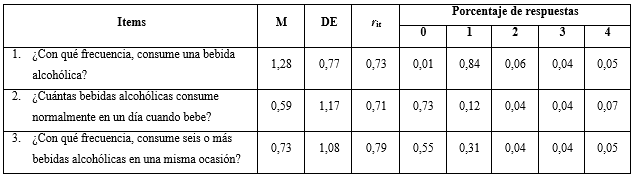 Items M DE rit Porcentaje de respuestas
0 1 2 3 4
1. ¿Con qué frecuencia, consume una bebida
alcohólica? 1,28 0,77 0,73 0,01 0,84 0,06 0,04 0,05
2. ¿Cuántas bebidas alcohólicas consume
normalmente en un día cuando bebe? 0,59 1,17 0,71 0,73 0,12 0,04 0,04 0,07
3. ¿Con qué frecuencia, consume seis o más
bebidas alcohólicas en una misma ocasión? 0,73 1,08 0,79 0,55 0,31 0,04 0,04 0,05